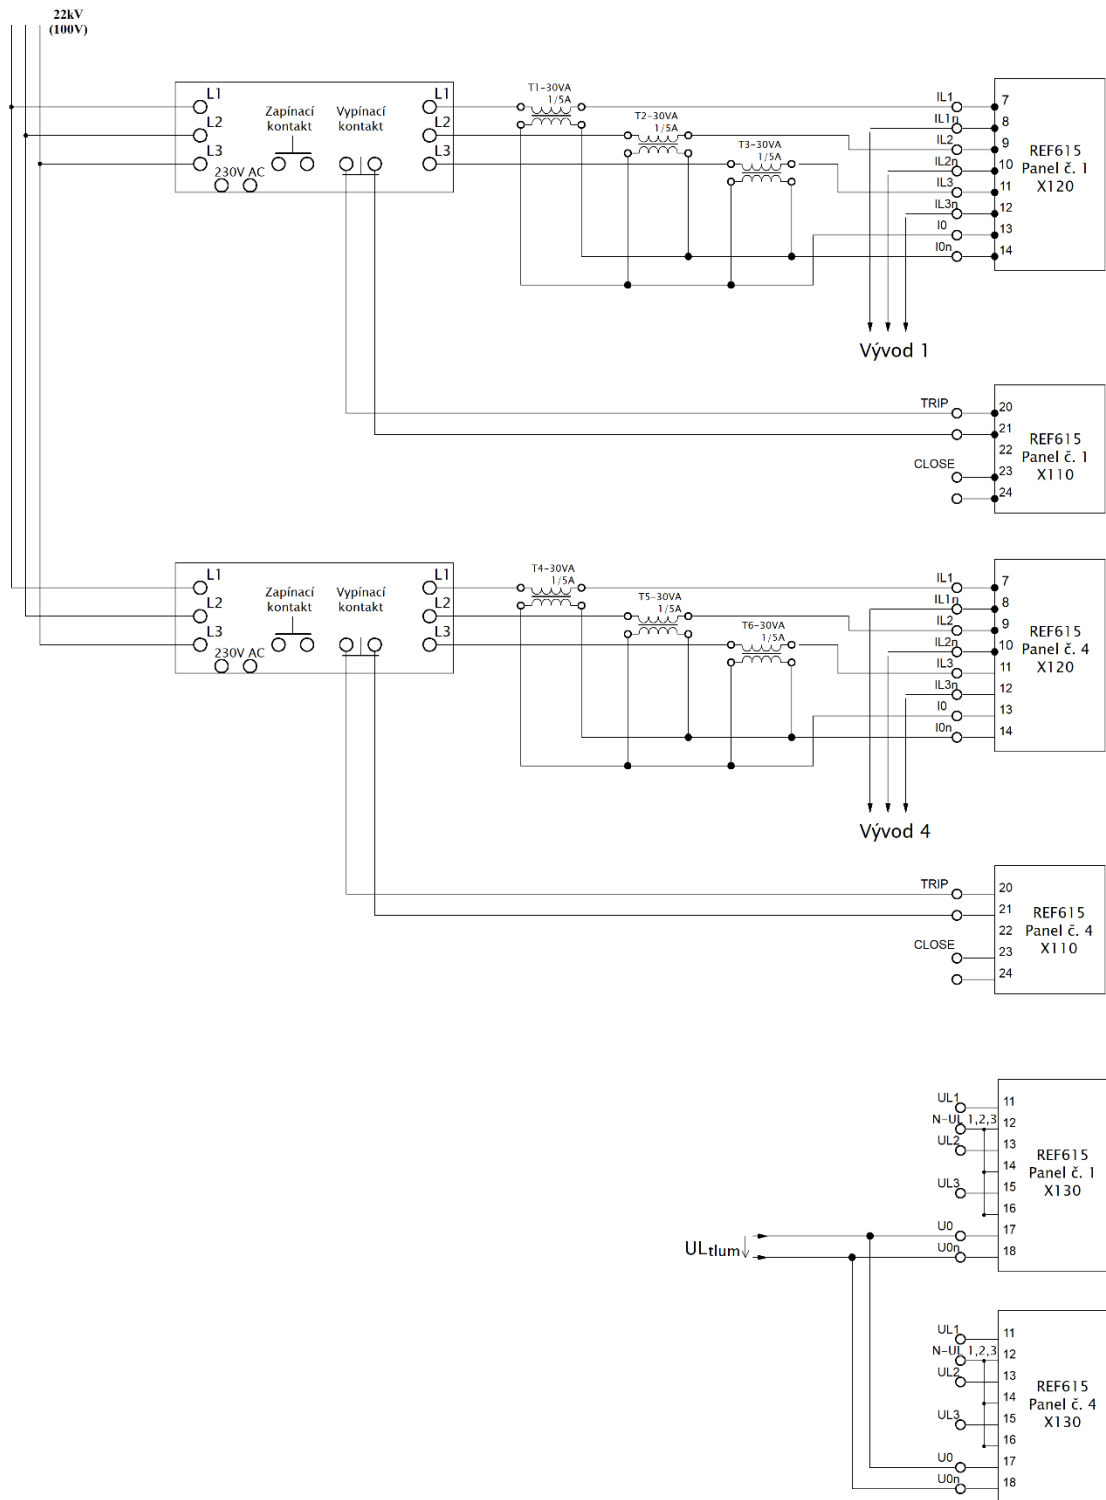 22kV
(100V)
L1
L2
L3
Zapínací
kontakt
Vypínací
kontakt
230V AC
L1
L2
L3
T1-30VA
1/5A
T2-30VA
1/5A
T3-30VA
1/5A
IL1
IL1n
IL2
IL2n
IL3
IL3n
I0
I0n
7
8
9
10
11
12
13
14
REF615
Panel č. 1
X120
Vývod 1
TRIP
CLOSE
20
21
22
23
24
REF615
Panel č. 1
X110
L1
L2
L3
Zapínací
kontakt
Vypínací
kontakt
230V AC
L1
L2
L3
T4-30VA
1/5A
T5-30VA
1/5A
T6-30VA
1/5A
IL1
IL1n
IL2
IL2n
IL3
IL3n
I0
I0n
7
8
9
10
11
12
13
14
REF615
Panel č. 4
X120
Vývod 4
TRIP
CLOSE
20
21
22
23
24
REF615
Panel č. 4
X110
UL1
N-UL 1,2,3
UL2
UL3
U0
U0n
11
12
13
14
15
16
17
18
REF615
Panel č. 1
X130
ULtlum
UL1
N-UL 1,2,3
UL2
UL3
U0
U0n
11
12
13
14
15
16
17
18
REF615
Panel č. 4
X130